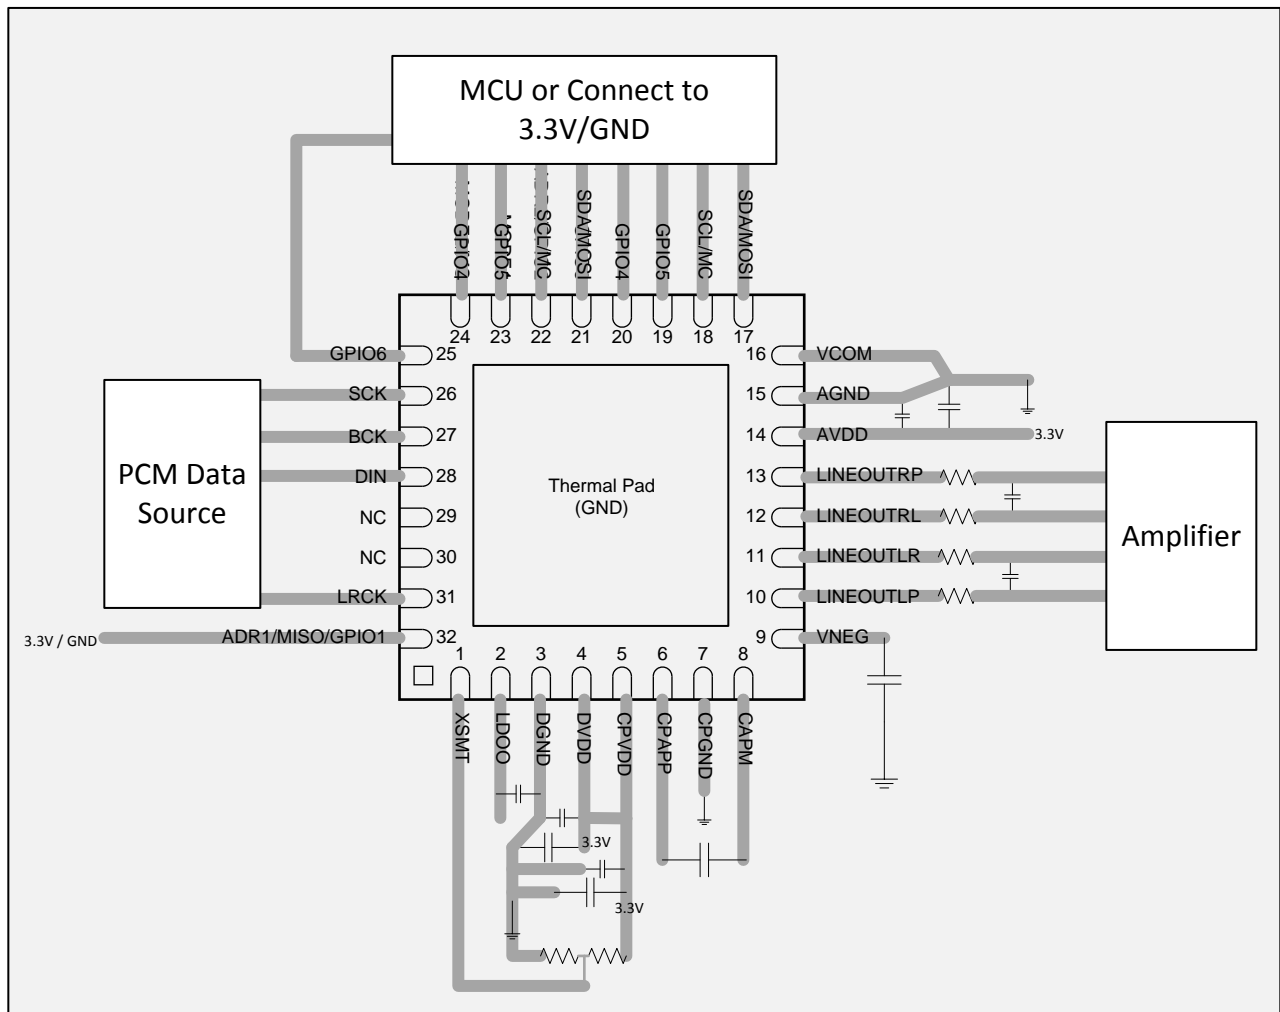 MCU or Connect to
3.3V/GND
GPIO4
GPIO5
SCL/MC
SDA/MOSI
GPIO4
GPIO5
SCL/MC
SDA/MOSI
24
23
22
21
20
19
18
17
GPIO6
25
16
VCOM
SCK
26
15
AGND
BCK
27
14
AVDD
3.3V
PCM Data
Source
DIN
28
13
LINEOUTRP
NC
29
12
LINEOUTRL
NC
30
11
LINEOUTLR
LRCK
31
10
LINEOUTLP
3.3V / GND
ADR1/MISO/GPIO1
32
9
VNEG
Thermal Pad
(GND)
Amplifier
1
2
3
4
5
6
7
8
XSMT
LDOO
DGND
DVDD
CPVDD
CPAPP
CPGND
CAPM
3.3V
3.3V